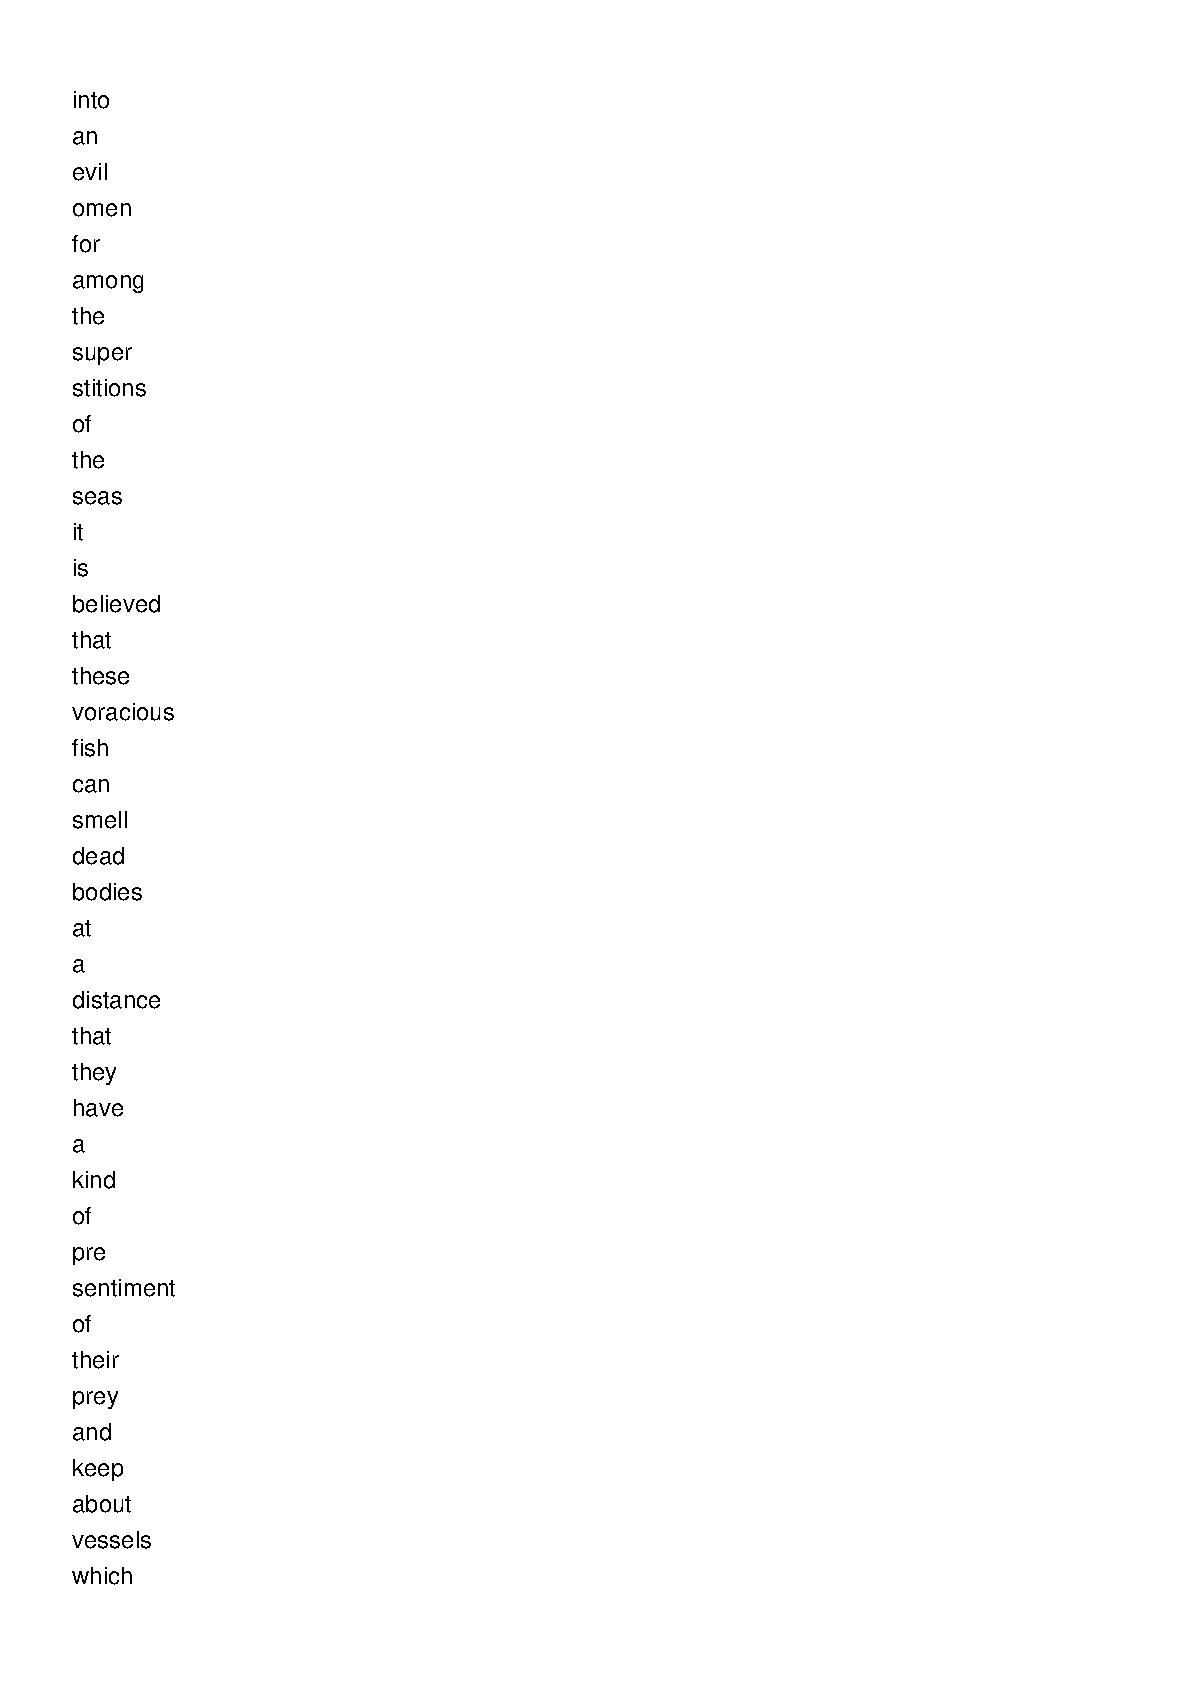 into
an
evil
omen
for
among
the
super
stitions
of
the
seas
it
is
believed
that
these
voracious
fish
can
smell
dead
bodies
at
a
distance
that
they
have
a
kind
of
pre
sentiment
of
their
prey
and
keep
about
vessels
which